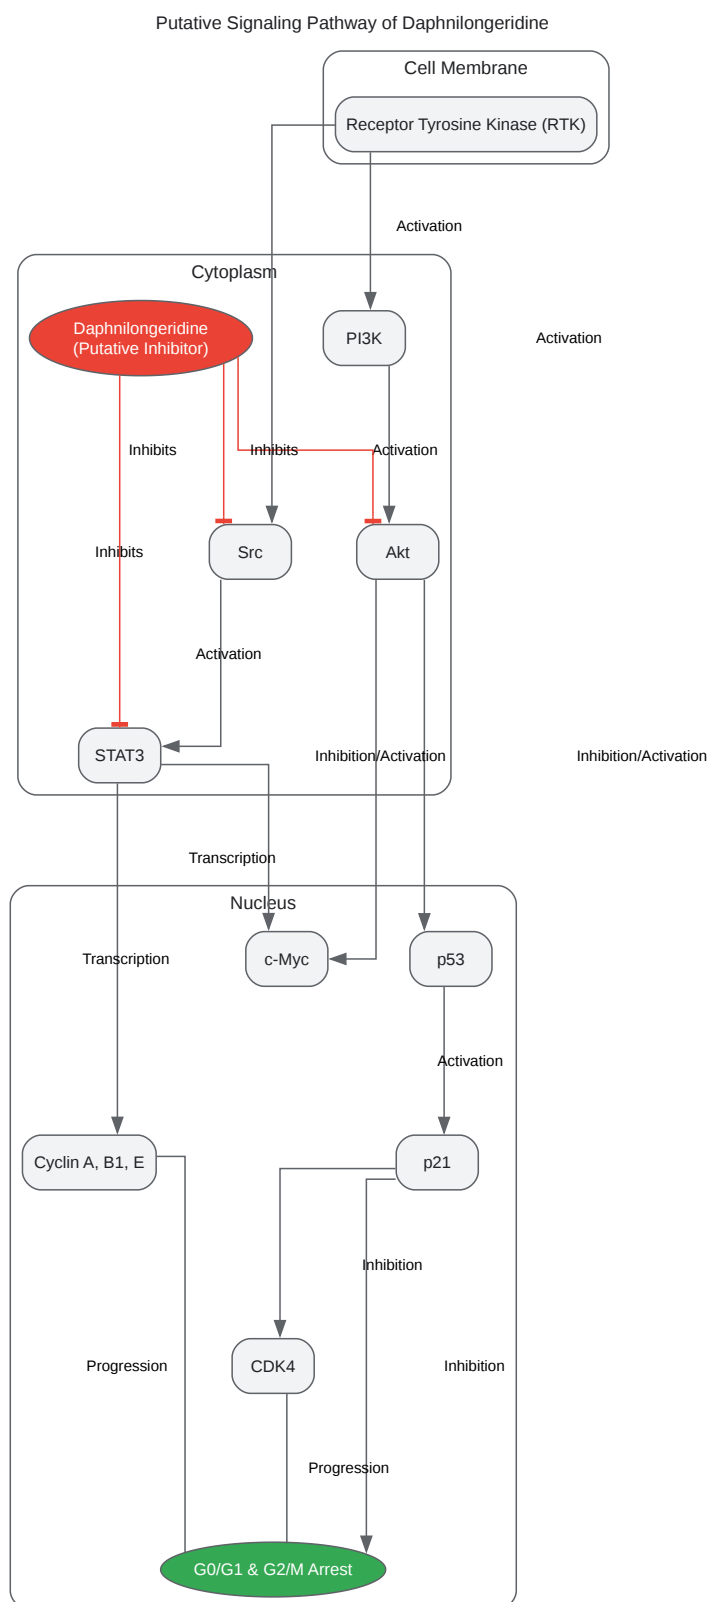 Putative Signaling Pathway of Daphnilongeridine
Cell Membrane
Receptor Tyrosine Kinase (RTK)
Activation
Cytoplasm
Daphnilongeridine
(Putative Inhibitor)
PI3K
Activation
Inhibits
Inhibits
Activation
Src
Akt
Inhibits
Activation
STAT3
Inhibition/Activation
Inhibition/Activation
Transcription
Nucleus
c-Myc
p53
Transcription
Activation
Cyclin A, B1, E
p21
Inhibition
CDK4
Progression
Inhibition
Progression
G0/G1 & G2/M Arrest